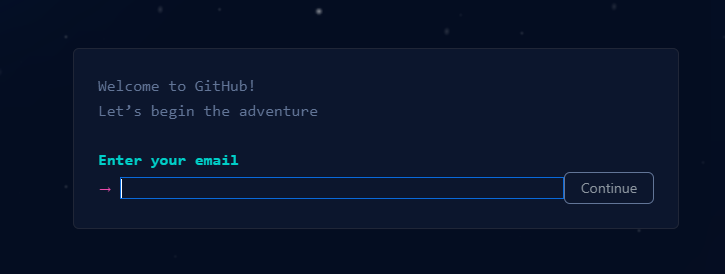 Welcome to GitHub!
Let’s begin the adventure
Enter your email
→ Continue